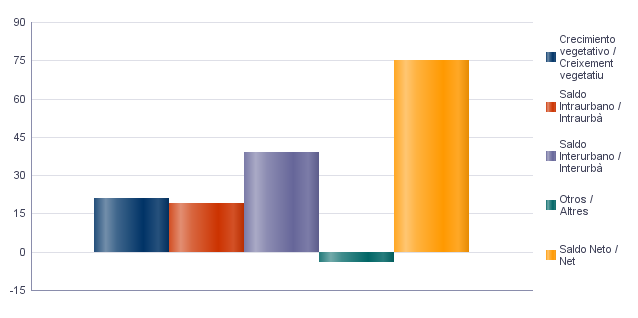 90
75
60
45
30
15
0
-15
Crecimiento
vegetativo /
Creixement
vegetatiu
Saldo
Intraurbano /
Intraurbà
Saldo
Interurbano /
Interurbà
Otros /
Altres
Saldo Neto /
Net